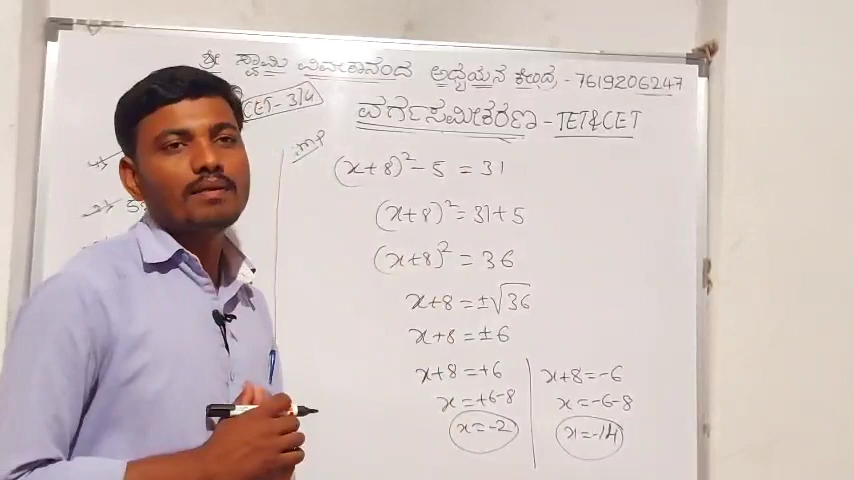 ಶ್ರೀ ಸ್ವಾಮಿ ವಿವೇಕಾನಂದ ಅಧ್ಯಯನ ಕೇಂದ್ರ - 7619206247
CET - 3/4
ವರ್ಗಸಮೀಕರಣ - TET&CET
imp
(x+8)² - 5 = 31
(x+8)² = 31+5
(x+8)² = 36
x+8 = ±√36
x+8 = ±6
x+8 = +6
x = +6-8
x = -2
x+8 = -6
x = -6-8
x = -14